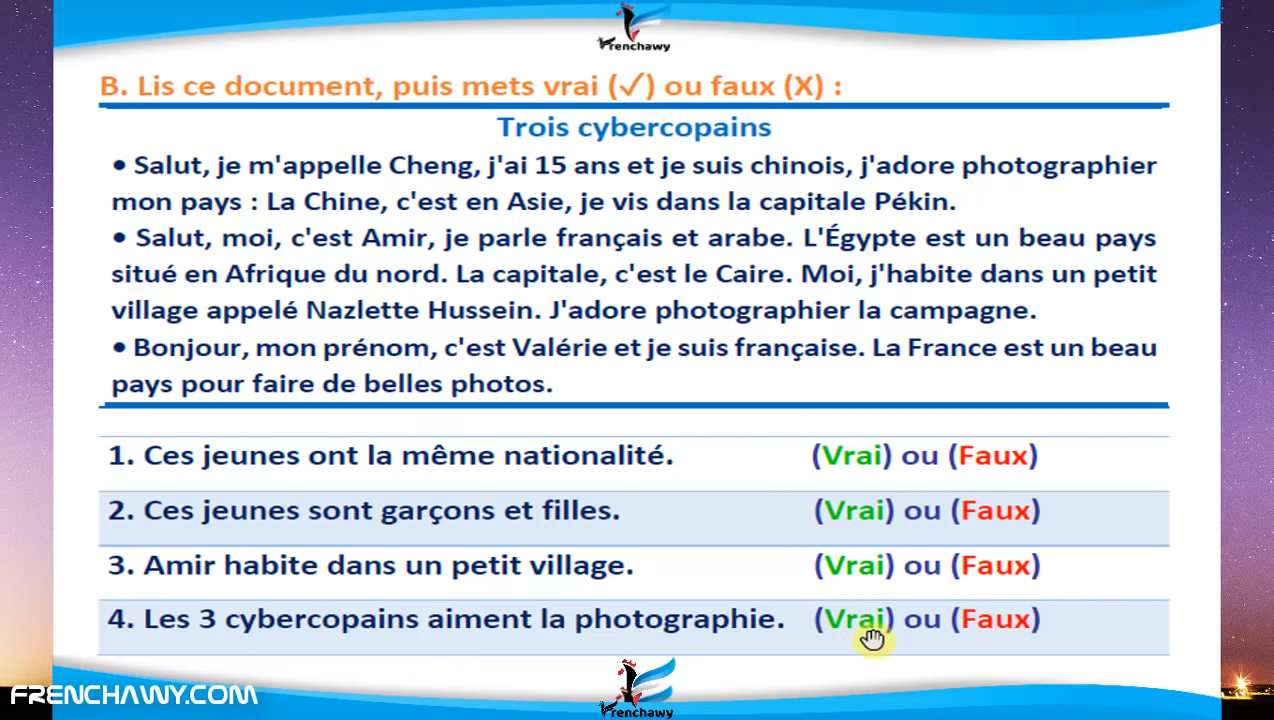 Frenchawy
B. Lis ce document, puis mets vrai (✓) ou faux (X) :
Trois cybercopains
• Salut, je m'appelle Cheng, j'ai 15 ans et je suis chinois, j'adore photographier
mon pays : La Chine, c'est en Asie, je vis dans la capitale Pékin.
• Salut, moi, c'est Amir, je parle français et arabe. L'Égypte est un beau pays
situé en Afrique du nord. La capitale, c'est le Caire. Moi, j'habite dans un petit
village appelé Nazlette Hussein. J'adore photographier la campagne.
• Bonjour, mon prénom, c'est Valérie et je suis française. La France est un beau
pays pour faire de belles photos.
1. Ces jeunes ont la même nationalité. (Vrai) ou (Faux)
2. Ces jeunes sont garçons et filles. (Vrai) ou (Faux)
3. Amir habite dans un petit village. (Vrai) ou (Faux)
4. Les 3 cybercopains aiment la photographie. (Vrai) ou (Faux)
FRENCHAWY.COM
Frenchawy